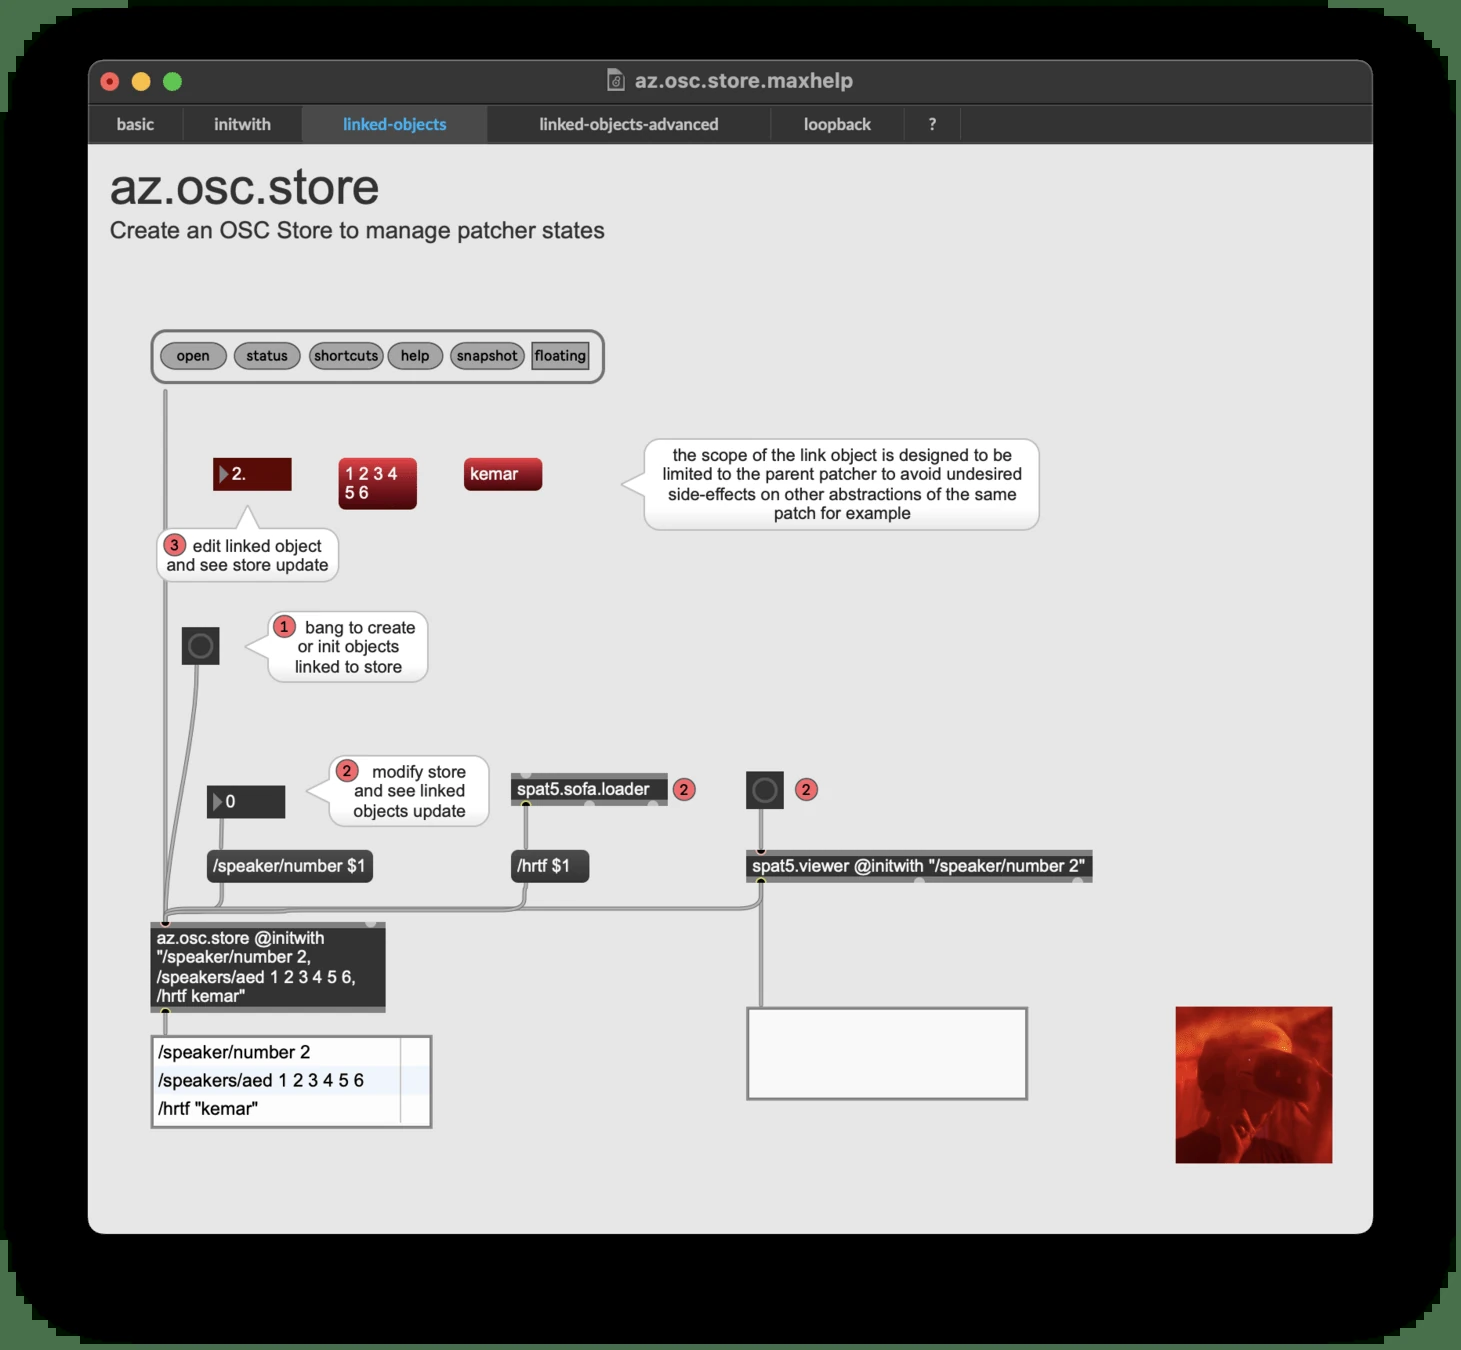 az.osc.store.maxhelp
basic
initwith
linked-objects
linked-objects-advanced
loopback
?
az.osc.store
Create an OSC Store to manage patcher states
open
status
shortcuts
help
snapshot
floating
2.
1 2 3 4
5 6
kemar
the scope of the link object is designed to be
limited to the parent patcher to avoid undesired
side-effects on other abstractions of the same
patch for example
3 edit linked object
and see store update
1 bang to create
or init objects
linked to store
0
2 modify store
and see linked
objects update
spat5.sofa.loader
2
2
/speaker/number $1
/hrtf $1
spat5.viewer @initwith "/speaker/number 2"
az.osc.store @initwith
"/speaker/number 2,
/speakers/aed 1 2 3 4 5 6,
/hrtf kemar"
/speaker/number 2
/speakers/aed 1 2 3 4 5 6
/hrtf "kemar"